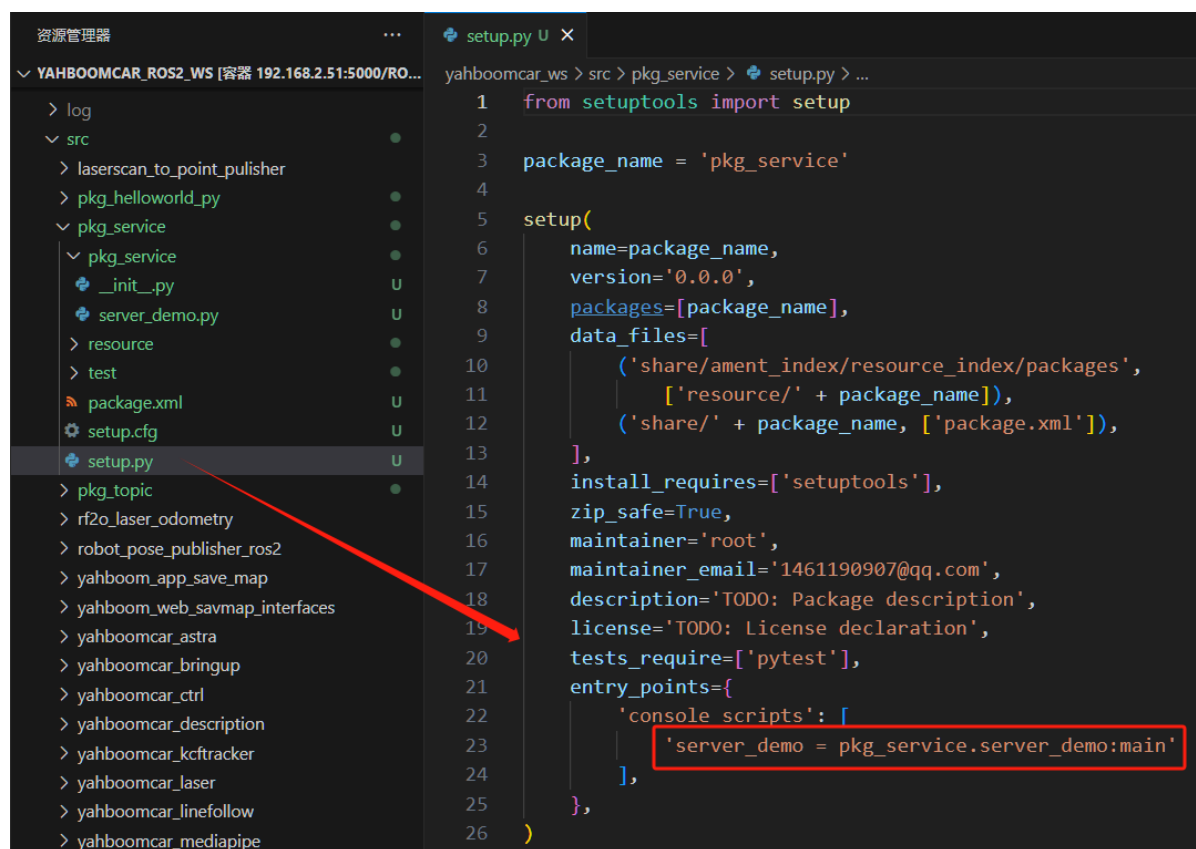 资源管理器
···
YAHBOOMCAR_ROS2_WS [容器 192.168.2.51:5000/RO...
log
src
laserscan_to_point_pulisher
pkg_helloworld_py
pkg_service
pkg_service
__init__.py U
server_demo.py U
resource
test
package.xml U
setup.cfg U
setup.py U
pkg_topic
rf2o_laser_odometry
robot_pose_publisher_ros2
yahboom_app_save_map
yahboom_web_savmap_interfaces
yahboomcar_astra
yahboomcar_bringup
yahboomcar_ctrl
yahboomcar_description
yahboomcar_kcftracker
yahboomcar_laser
yahboomcar_linefollow
yahboomcar_mediapipe
setup.py U ×
yahboomcar_ws > src > pkg_service > setup.py > ...
1 from setuptools import setup
2
3 package_name = 'pkg_service'
4
5 setup(
6     name=package_name,
7     version='0.0.0',
8     packages=[package_name],
9     data_files=[
10         ('share/ament_index/resource_index/packages',
11             ['resource/' + package_name]),
12         ('share/' + package_name, ['package.xml']),
13     ],
14     install_requires=['setuptools'],
15     zip_safe=True,
16     maintainer='root',
17     maintainer_email='1461190907@qq.com',
18     description='TODO: Package description',
19     license='TODO: License declaration',
20     tests_require=['pytest'],
21     entry_points={
22         'console_scripts': [
23             'server_demo = pkg_service.server_demo:main'
24         ],
25     },
26 )